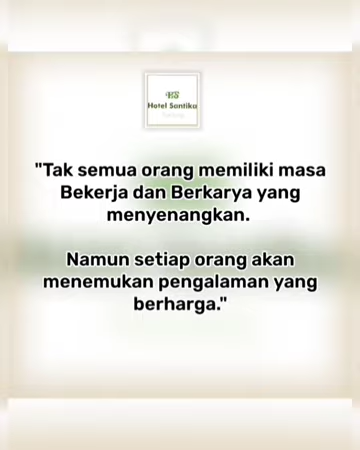 HS
Hotel Santika
"Tak semua orang memiliki masa
Bekerja dan Berkarya yang
menyenangkan.
Namun setiap orang akan
menemukan pengalaman yang
berharga."